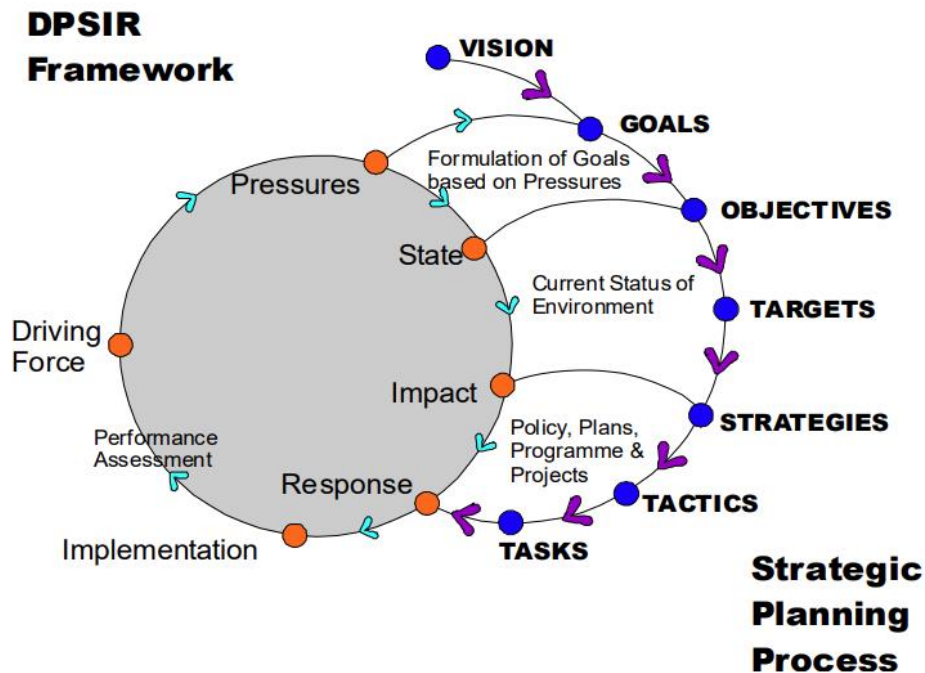 DPSIR
Framework
VISION
GOALS
Formulation of Goals
based on Pressures
Pressures
OBJECTIVES
State
Current Status of
Environment
TARGETS
Driving
Force
Impact
STRATEGIES
Policy, Plans,
Programme &
Projects
Performance
Assessment
Response
TACTICS
TASKS
Implementation
Strategic
Planning
Process